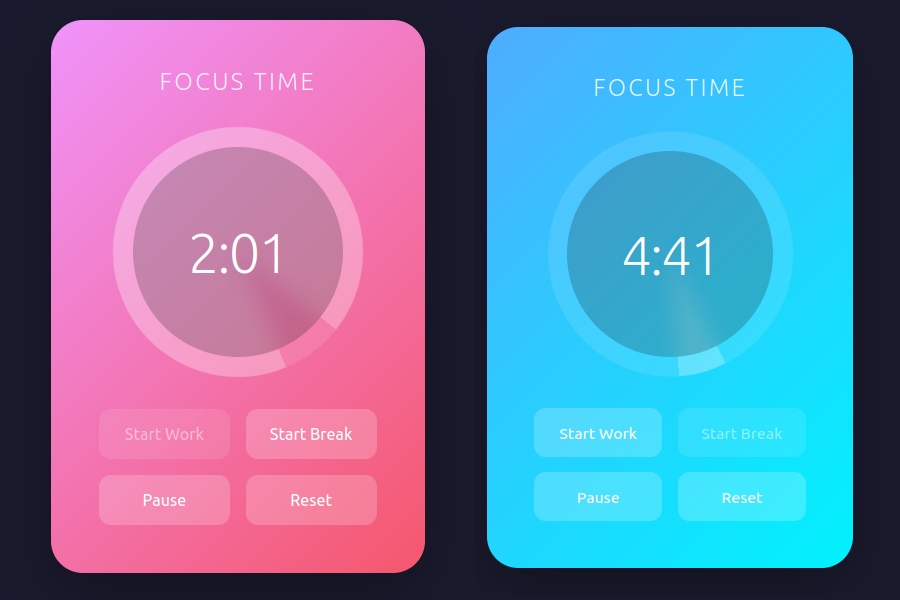 FOCUS TIME
2:01
Start Work
Start Break
Pause
Reset
FOCUS TIME
4:41
Start Work
Start Break
Pause
Reset